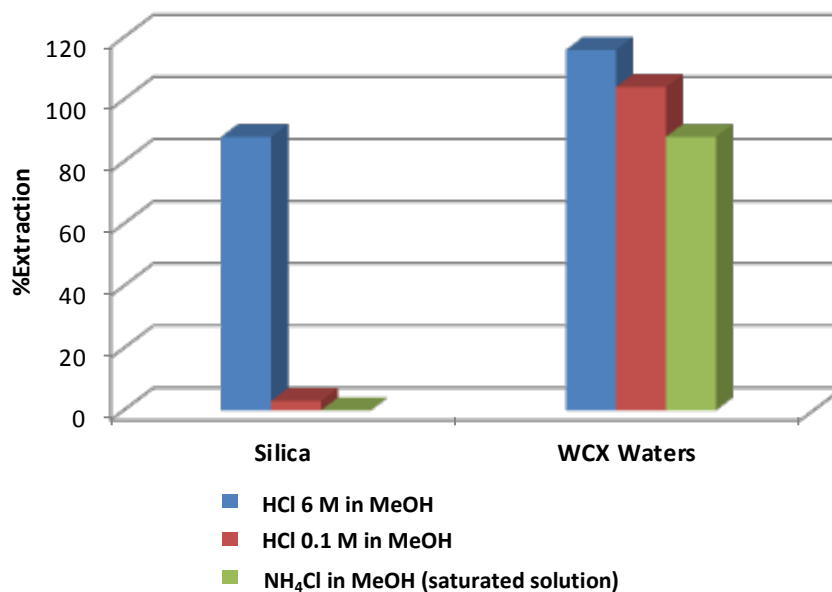 120
100
80
60
40
20
0
%Extraction
Silica WCX Waters
HCl 6 M in MeOH
HCl 0.1 M in MeOH
NH₄Cl in MeOH (saturated solution)